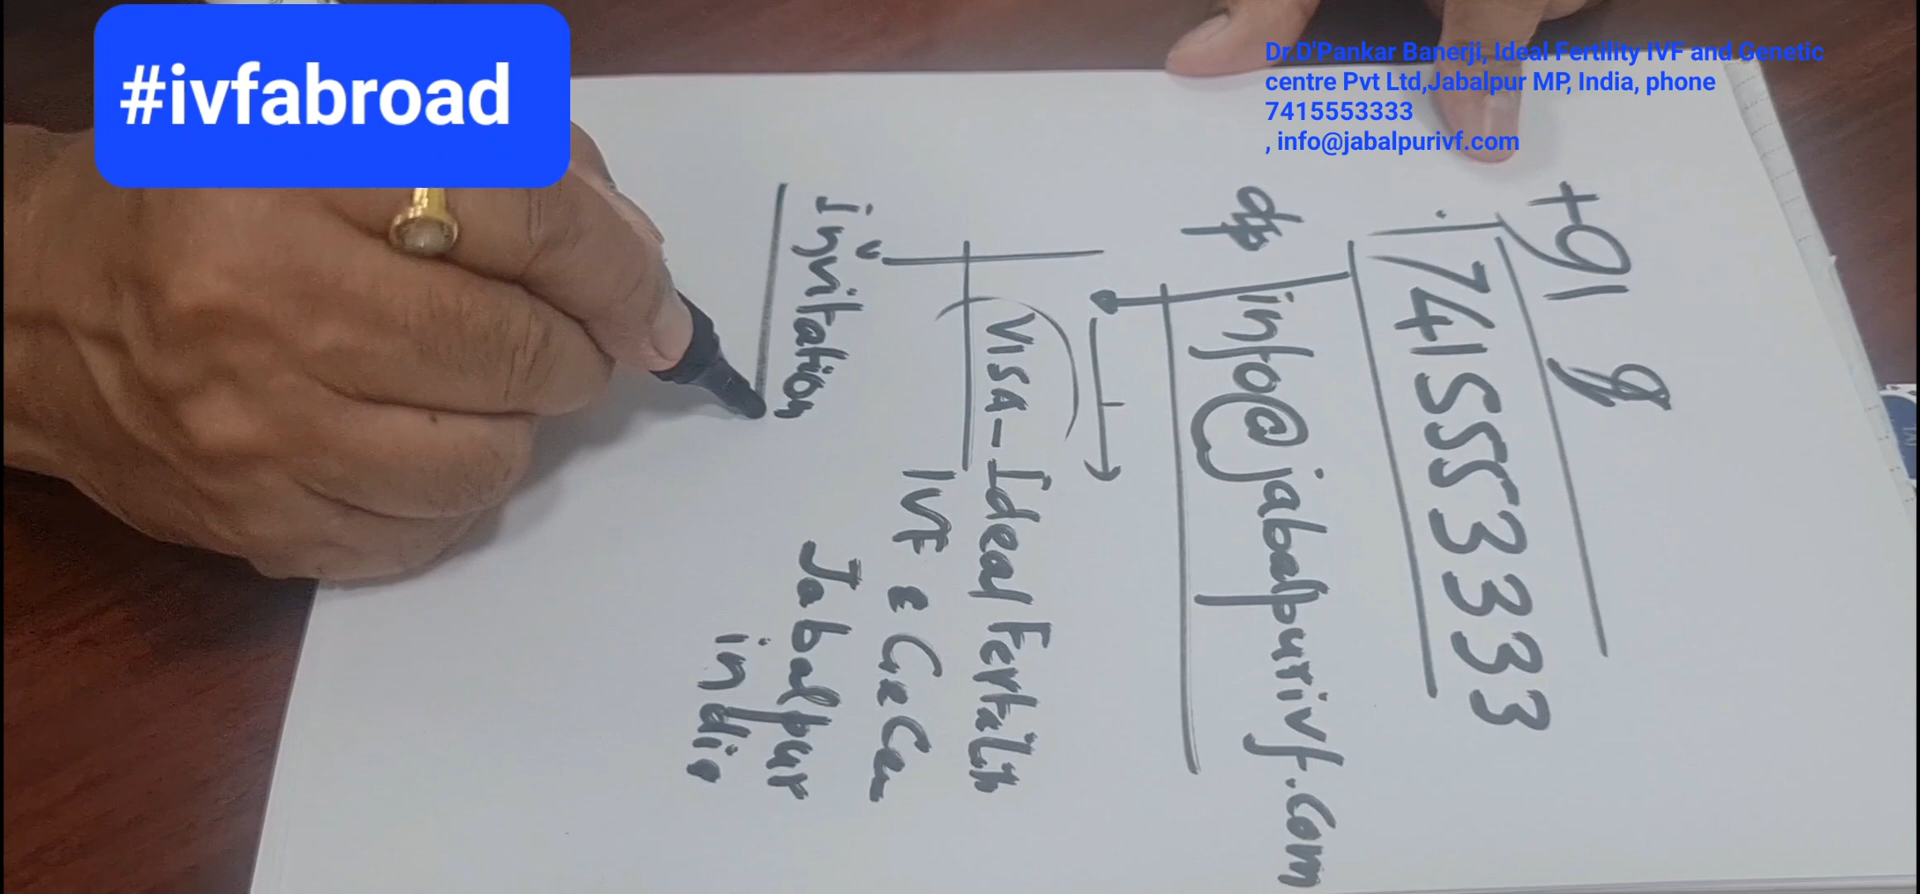 #ivfabroad
Dr.D'Pankar Banerji, Ideal Fertility IVF and Genetic
centre Pvt Ltd,Jabalpur MP, India, phone
7415553333
, info@jabalpurivf.com
+91
7415553333
info@jabalpurivf.com
VISA - Ideal
IVF &
invitation Jabalpur
india